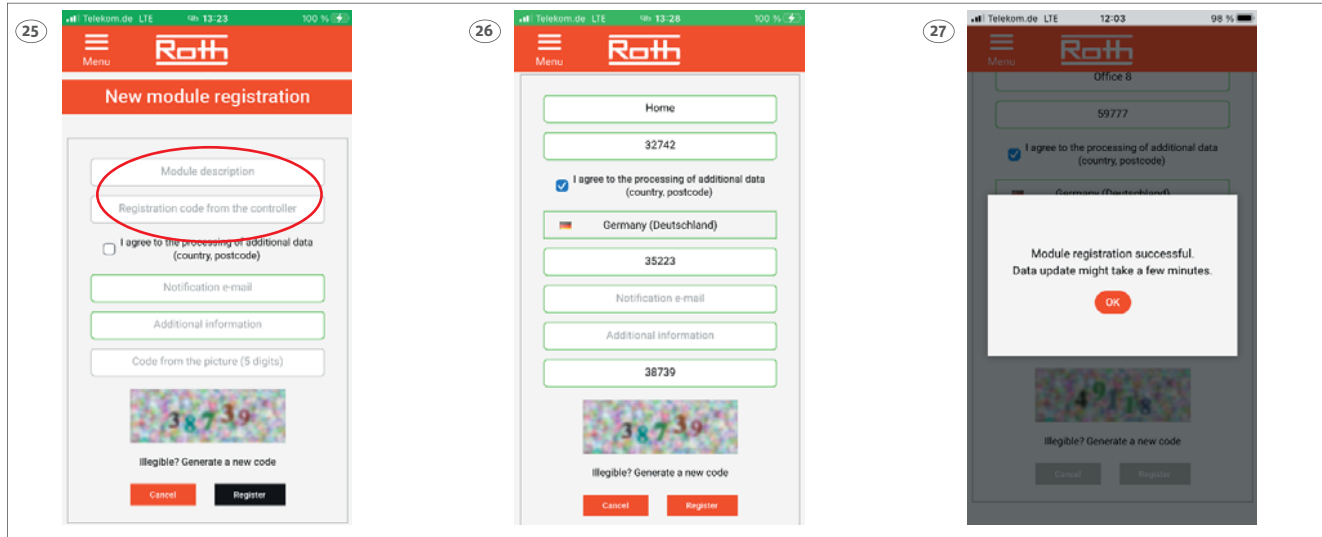 25
Telekom.de LTE 13:23 100 %
Menu
Roth
New module registration
Module description
Registration code from the controller
I agree to the processing of additional data
(country, postcode)
Notification e-mail
Additional information
Code from the picture (5 digits)
38739
Illegible? Generate a new code
Cancel Register
26
Telekom.de LTE 13:28 100 %
Menu
Roth
Home
32742
I agree to the processing of additional data
(country, postcode)
Germany (Deutschland)
35223
Notification e-mail
Additional information
38739
38739
Illegible? Generate a new code
Cancel Register
27
Telekom.de LTE 12:03 98 %
Menu
Roth
Office 8
59777
I agree to the processing of additional data
(country, postcode)
Germany (Deutschland)
Module registration successful.
Data update might take a few minutes.
OK
49118
Illegible? Generate a new code
Cancel Register